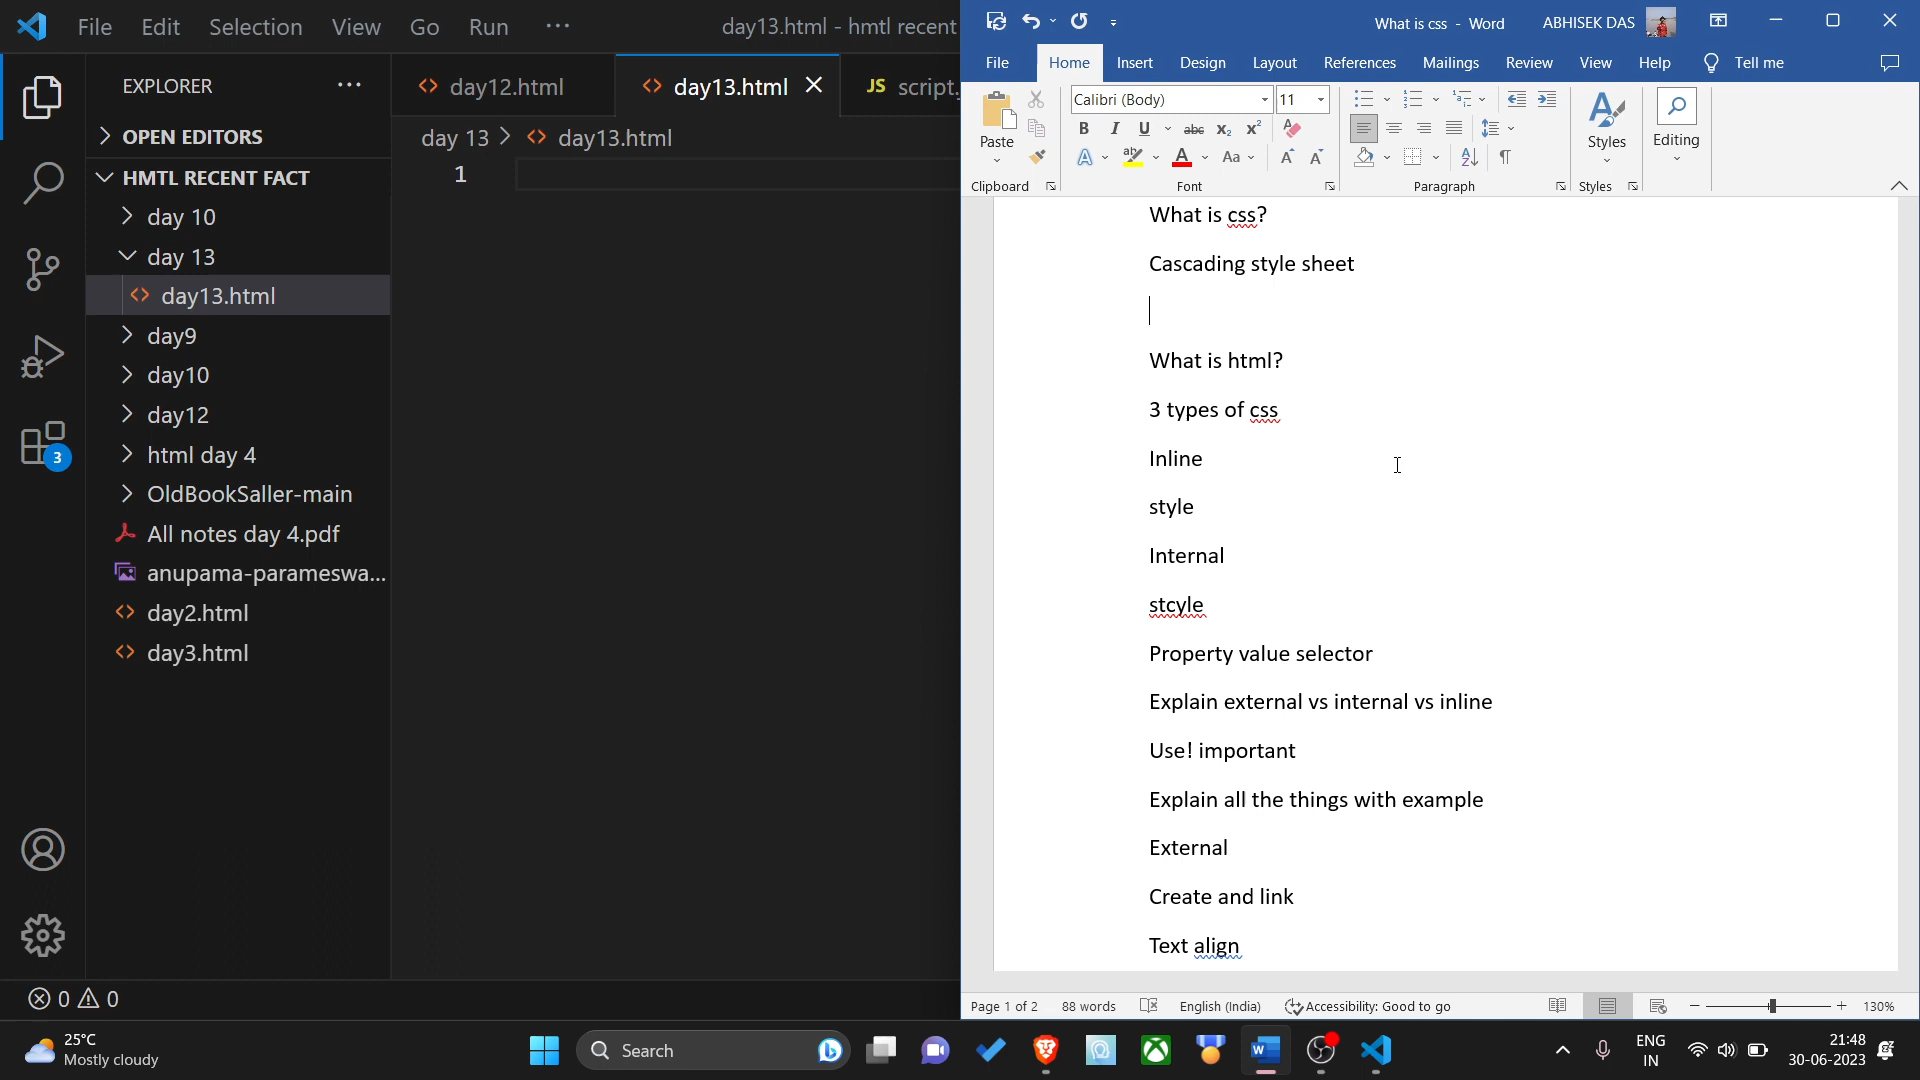 File Edit Selection View Go Run ··· day13.html - hmtl recent
What is css - Word ABHISEK DAS
File Home Insert Design Layout References Mailings Review View Help Tell me
EXPLORER ···
day12.html day13.html JS script.
OPEN EDITORS
day 13 > day13.html
HMTL RECENT FACT
1
day 10
day 13
day13.html
day9
day10
day12
html day 4
OldBookSaller-main
All notes day 4.pdf
anupama-parameswa...
day2.html
day3.html
3
0 0
Paste
Calibri (Body) 11
B I U abc X₂ X²
A ab A Aa A A
Styles
Editing
Clipboard Font Paragraph Styles
What is css?
Cascading style sheet
What is html?
3 types of css
Inline
style
Internal
stcyle
Property value selector
Explain external vs internal vs inline
Use! important
Explain all the things with example
External
Create and link
Text align
Page 1 of 2 88 words English (India) Accessibility: Good to go 130%
25°C
Mostly cloudy
Search
ENG
IN
21:48
30-06-2023